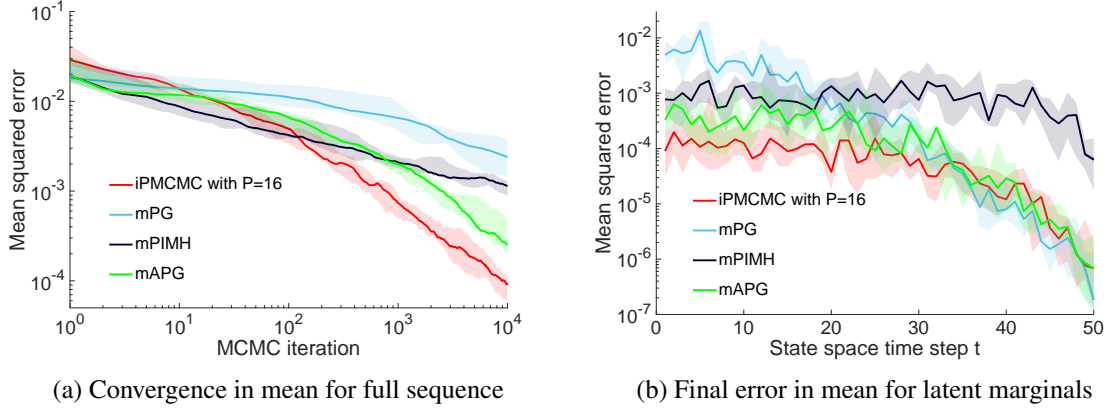 10^-1
10^-2
10^-3
10^-4
Mean squared error
iPMCMC with P=16
mPG
mPIMH
mAPG
10^0 10^1 10^2 10^3 10^4
MCMC iteration
(a) Convergence in mean for full sequence
10^-2
10^-3
10^-4
10^-5
10^-6
10^-7
Mean squared error
iPMCMC with P=16
mPG
mPIMH
mAPG
0 10 20 30 40 50
State space time step t
(b) Final error in mean for latent marginals